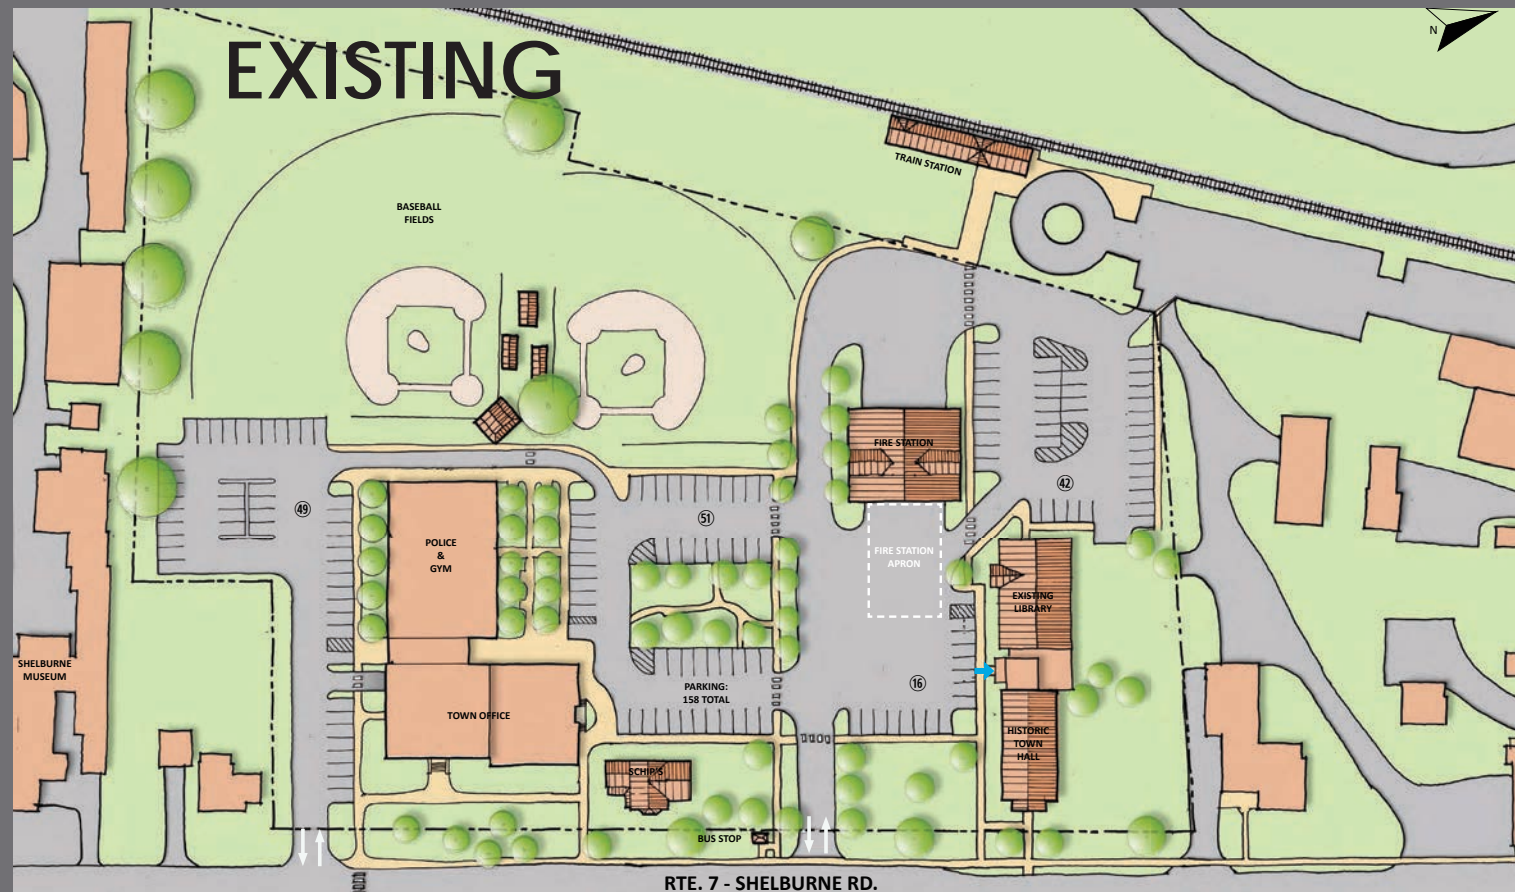 EXISTING
N
TRAIN STATION
BASEBALL
FIELDS
FIRE STATION
42
49
51
POLICE
&
GYM
FIRE STATION
APRON
EXISTING
LIBRARY
SHELBURNE
MUSEUM
PARKING:
158 TOTAL
16
TOWN OFFICE
HISTORIC
TOWN
HALL
SCHIP'S
BUS STOP
RTE. 7 - SHELBURNE RD.